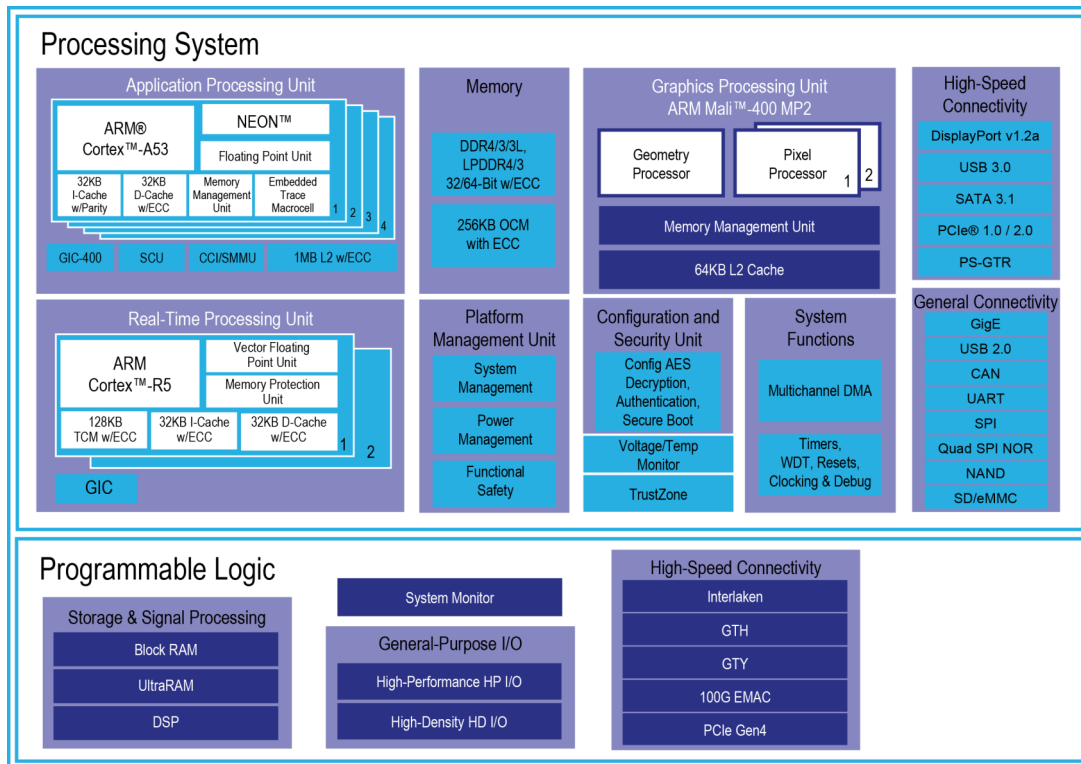 Processing System
Application Processing Unit
ARM®
Cortex™-A53
NEON™
Floating Point Unit
32KB
I-Cache
w/Parity
32KB
D-Cache
w/ECC
Memory
Management
Unit
Embedded
Trace
Macrocell
1
2
3
4
GIC-400
SCU
CCI/SMMU
1MB L2 w/ECC
Memory
DDR4/3/3L,
LPDDR4/3
32/64-Bit w/ECC
256KB OCM
with ECC
Graphics Processing Unit
ARM Mali™-400 MP2
Geometry
Processor
Pixel
Processor
1
2
Memory Management Unit
64KB L2 Cache
High-Speed
Connectivity
DisplayPort v1.2a
USB 3.0
SATA 3.1
PCIe® 1.0 / 2.0
PS-GTR
Real-Time Processing Unit
ARM
Cortex™-R5
Vector Floating
Point Unit
Memory Protection
Unit
128KB
TCM w/ECC
32KB I-Cache
w/ECC
32KB D-Cache
w/ECC
1
2
GIC
Platform
Management Unit
System
Management
Power
Management
Functional
Safety
Configuration and
Security Unit
Config AES
Decryption,
Authentication,
Secure Boot
Voltage/Temp
Monitor
TrustZone
System
Functions
Multichannel DMA
Timers,
WDT, Resets,
Clocking & Debug
General Connectivity
GigE
USB 2.0
CAN
UART
SPI
Quad SPI NOR
NAND
SD/eMMC
Programmable Logic
Storage & Signal Processing
Block RAM
UltraRAM
DSP
System Monitor
General-Purpose I/O
High-Performance HP I/O
High-Density HD I/O
High-Speed Connectivity
Interlaken
GTH
GTY
100G EMAC
PCIe Gen4